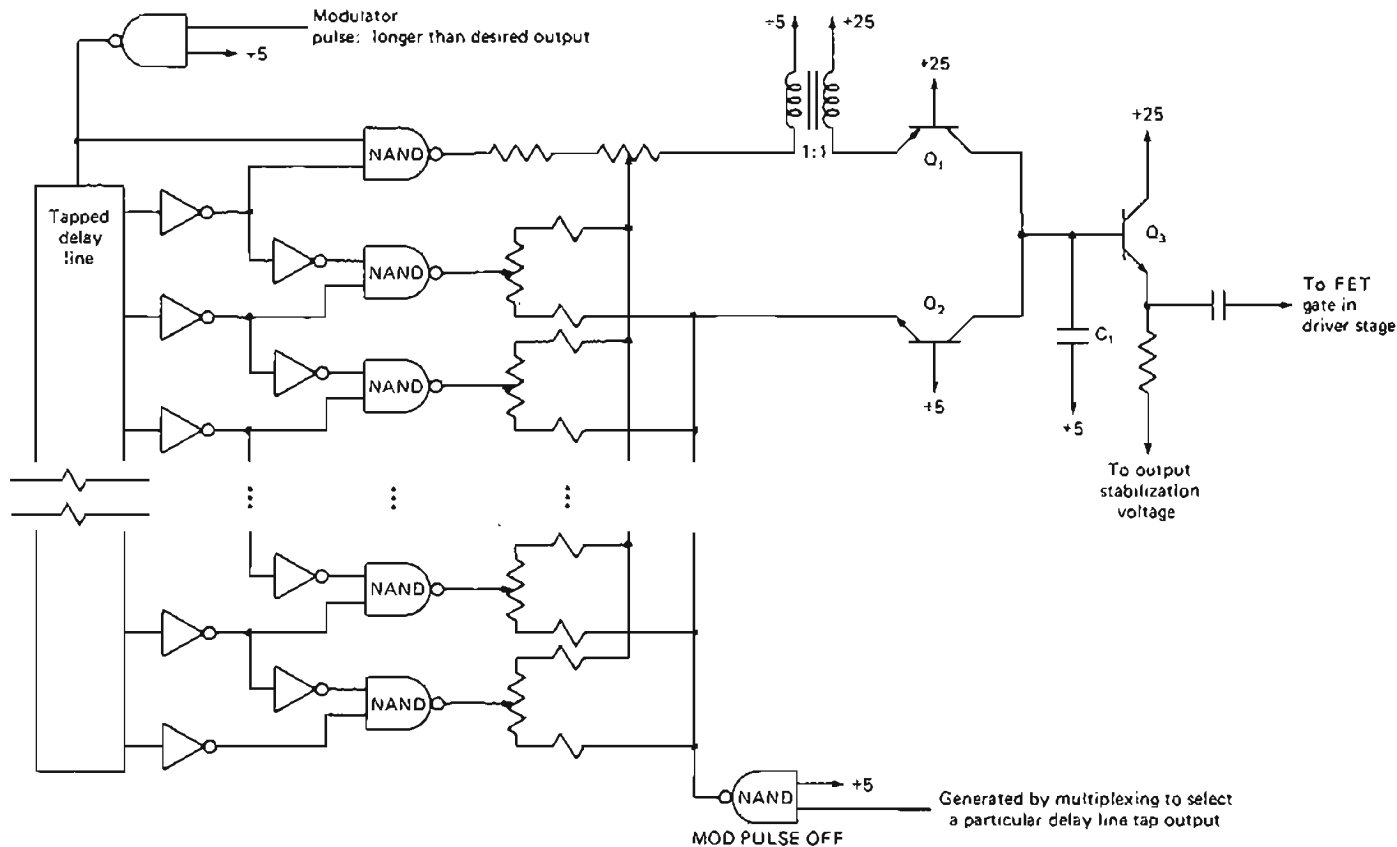 Modulator
pulse: longer than desired output
+5
+5
+25
+25
+25
NAND
1:1
Q1
Tapped
delay
line
Q3
NAND
To FET
gate in
driver stage
Q2
C1
NAND
+5
+5
To output
stabilization
voltage
NAND
NAND
+5
NAND
Generated by multiplexing to select
a particular delay line tap output
MOD PULSE OFF